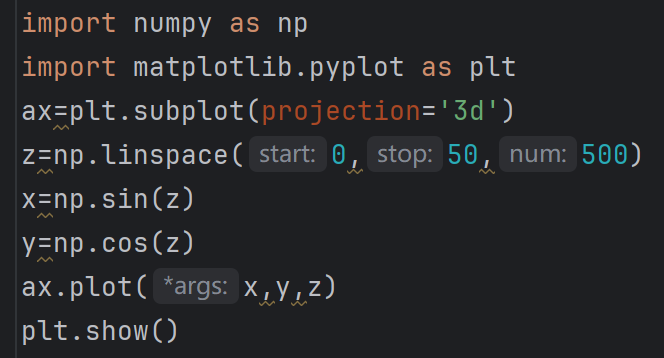 import numpy as np
import matplotlib.pyplot as plt
ax=plt.subplot(projection='3d')
z=np.linspace( start: 0, stop: 50, num: 500)
x=np.sin(z)
y=np.cos(z)
ax.plot( *args: x,y,z)
plt.show()